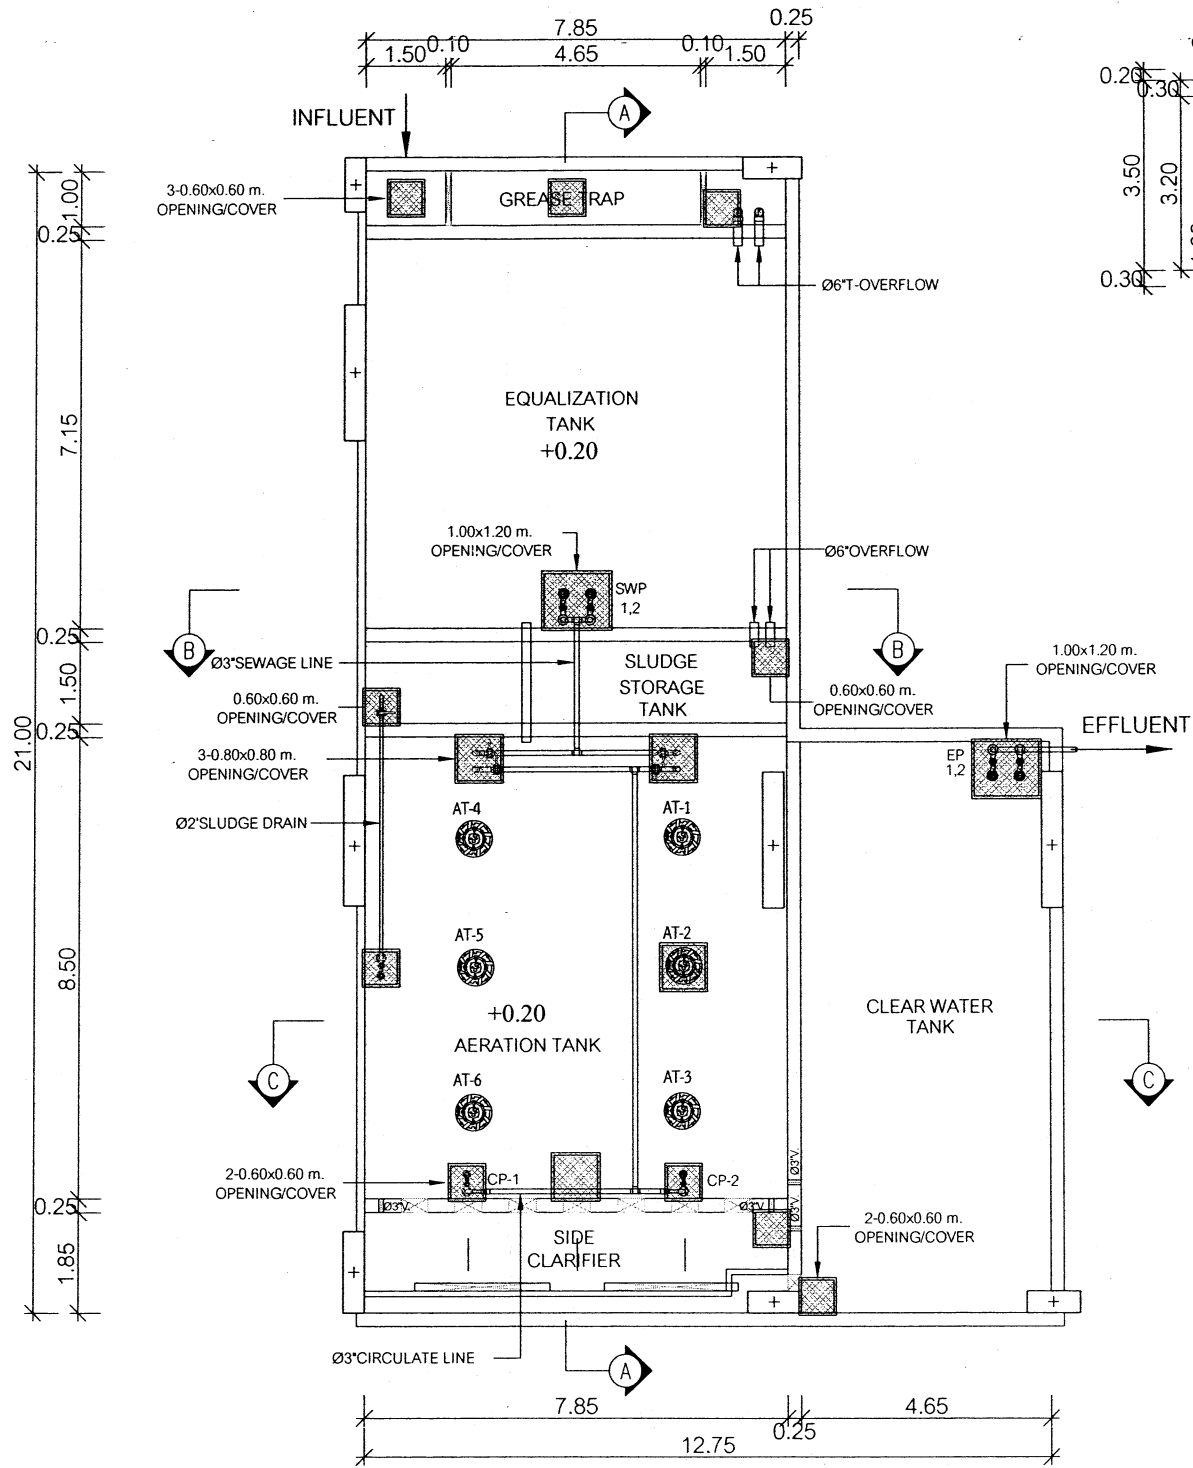 7.85
0.25
1.50
0.10
4.65
0.10
1.50
0.20
0.30
3.50
3.20
0.30
INFLUENT
A
3-0.60x0.60 m.
OPENING/COVER
GREASE TRAP
1.00
0.25
Ø6"T-OVERFLOW
EQUALIZATION
TANK
+0.20
7.15
1.00x1.20 m.
OPENING/COVER
Ø6"OVERFLOW
SWP
1,2
0.25
B
B
Ø3"SEWAGE LINE
SLUDGE
STORAGE
TANK
1.00x1.20 m.
OPENING/COVER
1.50
0.60x0.60 m.
OPENING/COVER
0.60x0.60 m.
OPENING/COVER
0.25
21.00
EFFLUENT
3-0.80x0.80 m.
OPENING/COVER
EP
1,2
AT-4
AT-1
Ø2"SLUDGE DRAIN
AT-5
AT-2
8.50
+0.20
AERATION TANK
CLEAR WATER
TANK
C
C
AT-6
AT-3
2-0.60x0.60 m.
OPENING/COVER
CP-1
CP-2
Ø3"V.
0.25
Ø3"V.
Ø3"V.
Ø3"V.
SIDE
CLARIFIER
2-0.60x0.60 m.
OPENING/COVER
1.85
Ø3"CIRCULATE LINE
A
7.85
0.25
4.65
12.75